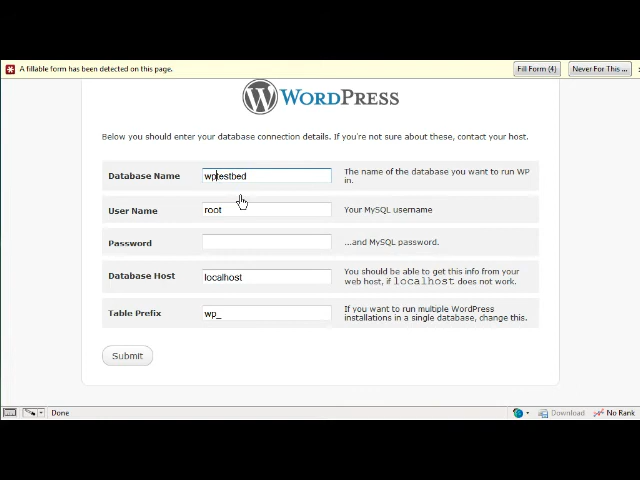 A fillable form has been detected on this page.
Fill Form (4)
Never For This ...
WORDPRESS
Below you should enter your database connection details. If you're not sure about these, contact your host.
Database Name
wptestbed
The name of the database you want to run WP
in.
User Name
root
Your MySQL username
Password
...and MySQL password.
Database Host
localhost
You should be able to get this info from your
web host, if localhost does not work.
Table Prefix
wp_
If you want to run multiple WordPress
installations in a single database, change this.
Submit
Done
Download
No Rank